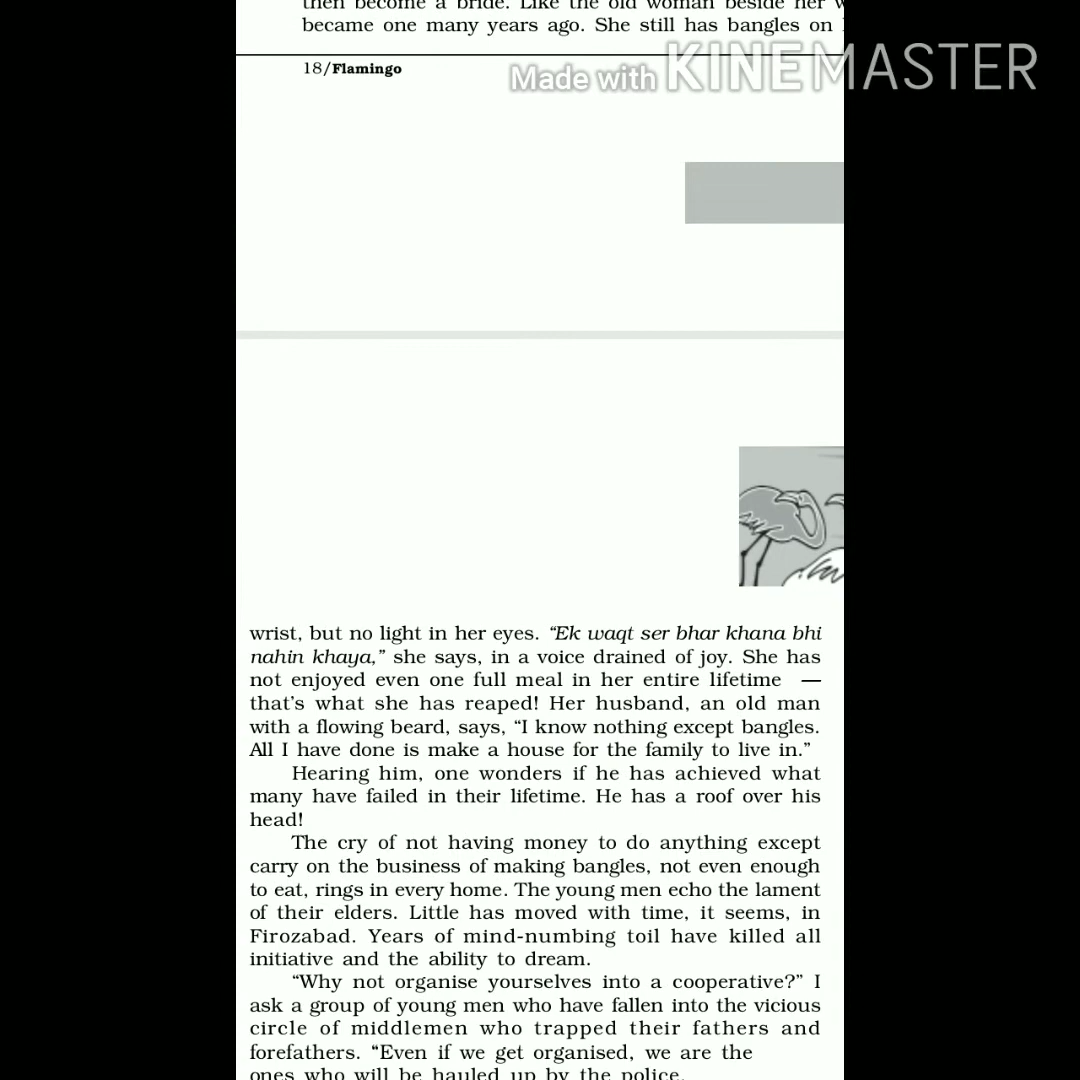 then become a bride. Like the old woman beside her
became one many years ago. She still has bangles on
18/Flamingo
Made with KINEMASTER
wrist, but no light in her eyes. “Ek waqt ser bhar khana bhi
nahin khaya,” she says, in a voice drained of joy. She has
not enjoyed even one full meal in her entire lifetime —
that’s what she has reaped! Her husband, an old man
with a flowing beard, says, “I know nothing except bangles.
All I have done is make a house for the family to live in.”
Hearing him, one wonders if he has achieved what
many have failed in their lifetime. He has a roof over his
head!
The cry of not having money to do anything except
carry on the business of making bangles, not even enough
to eat, rings in every home. The young men echo the lament
of their elders. Little has moved with time, it seems, in
Firozabad. Years of mind-numbing toil have killed all
initiative and the ability to dream.
“Why not organise yourselves into a cooperative?” I
ask a group of young men who have fallen into the vicious
circle of middlemen who trapped their fathers and
forefathers. “Even if we get organised, we are the
ones who will be hauled up by the police,